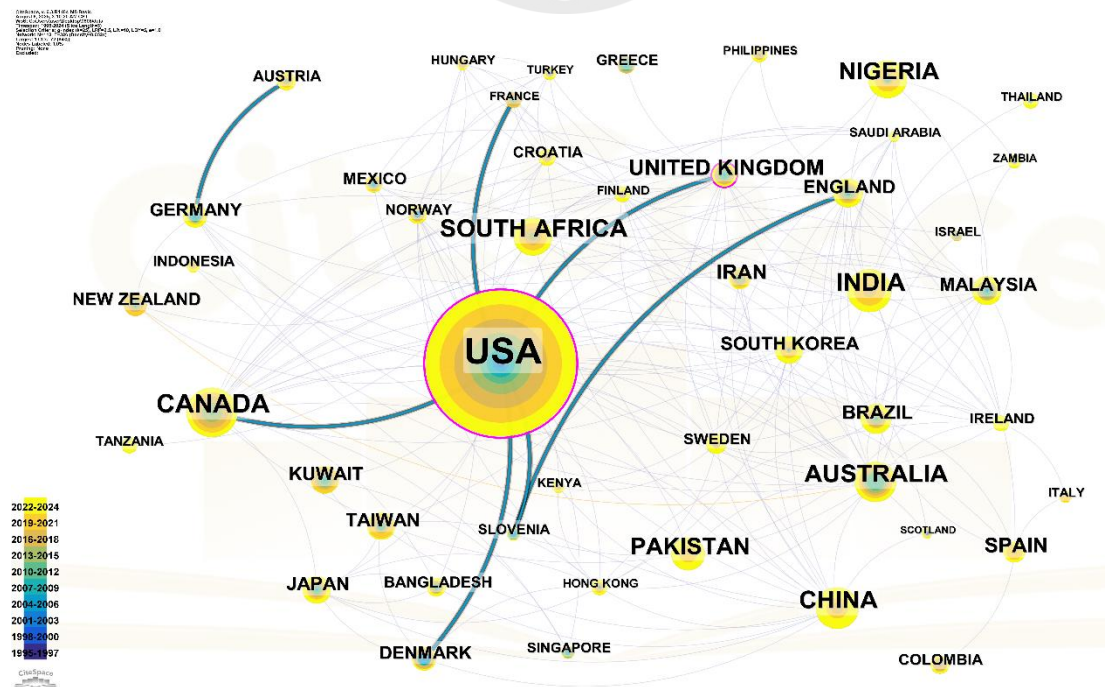 HUNGARY
TURKEY
GREECE
PHILIPPINES
AUSTRIA
NIGERIA
FRANCE
THAILAND
SAUDI ARABIA
CROATIA
UNITED KINGDOM
ZAMBIA
MEXICO
FINLAND
ENGLAND
GERMANY
NORWAY
SOUTH AFRICA
ISRAEL
INDONESIA
IRAN
INDIA
MALAYSIA
NEW ZEALAND
SOUTH KOREA
USA
CANADA
BRAZIL
IRELAND
TANZANIA
SWEDEN
KUWAIT
AUSTRALIA
KENYA
ITALY
TAIWAN
SLOVENIA
SCOTLAND
PAKISTAN
SPAIN
JAPAN
BANGLADESH
HONG KONG
CHINA
DENMARK
SINGAPORE
COLOMBIA
2022-2024
2019-2021
2016-2018
2013-2015
2010-2012
2007-2009
2004-2006
2001-2003
1998-2000
1995-1997
CiteSpace